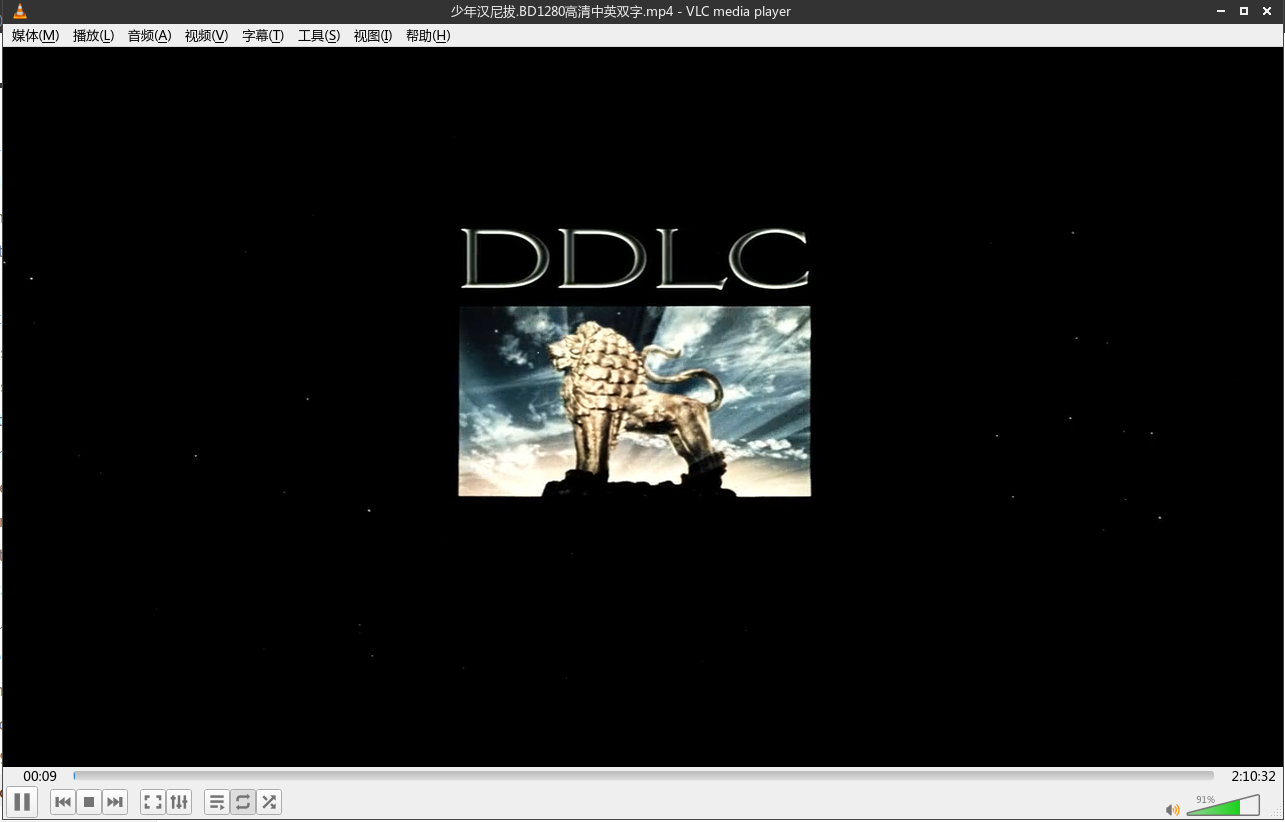 少年汉尼拔.BD1280高清中英双字.mp4 - VLC media player
媒体(M) 播放(L) 音频(A) 视频(V) 字幕(T) 工具(S) 视图(I) 帮助(H)
DDLC
00:09
2:10:32
91%